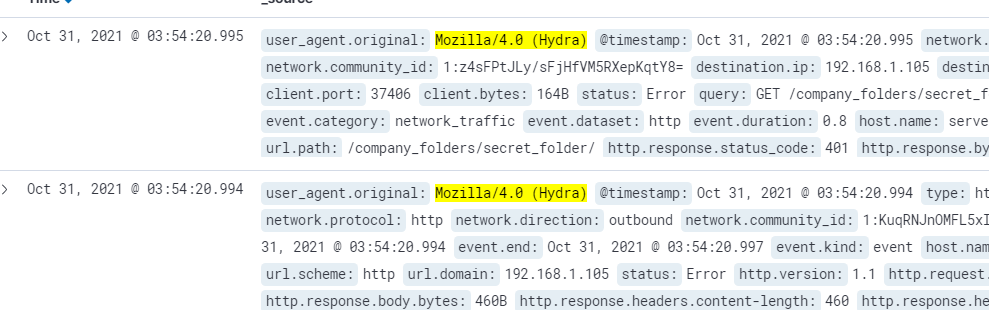 Time
_source
Oct 31, 2021 @ 03:54:20.995
user_agent.original: Mozilla/4.0 (Hydra) @timestamp: Oct 31, 2021 @ 03:54:20.995 network.
network.community_id: 1:z4sFPtJLy/sFjHfVM5RXepKqtY8= destination.ip: 192.168.1.105 destin
client.port: 37406 client.bytes: 164B status: Error query: GET /company_folders/secret_f
event.category: network_traffic event.dataset: http event.duration: 0.8 host.name: serve
url.path: /company_folders/secret_folder/ http.response.status_code: 401 http.response.by
Oct 31, 2021 @ 03:54:20.994
user_agent.original: Mozilla/4.0 (Hydra) @timestamp: Oct 31, 2021 @ 03:54:20.994 type: ht
network.protocol: http network.direction: outbound network.community_id: 1:KuqRNJnOMFL5xI
31, 2021 @ 03:54:20.994 event.end: Oct 31, 2021 @ 03:54:20.997 event.kind: event host.nam
url.scheme: http url.domain: 192.168.1.105 status: Error http.version: 1.1 http.request.
http.response.body.bytes: 460B http.response.headers.content-length: 460 http.response.he